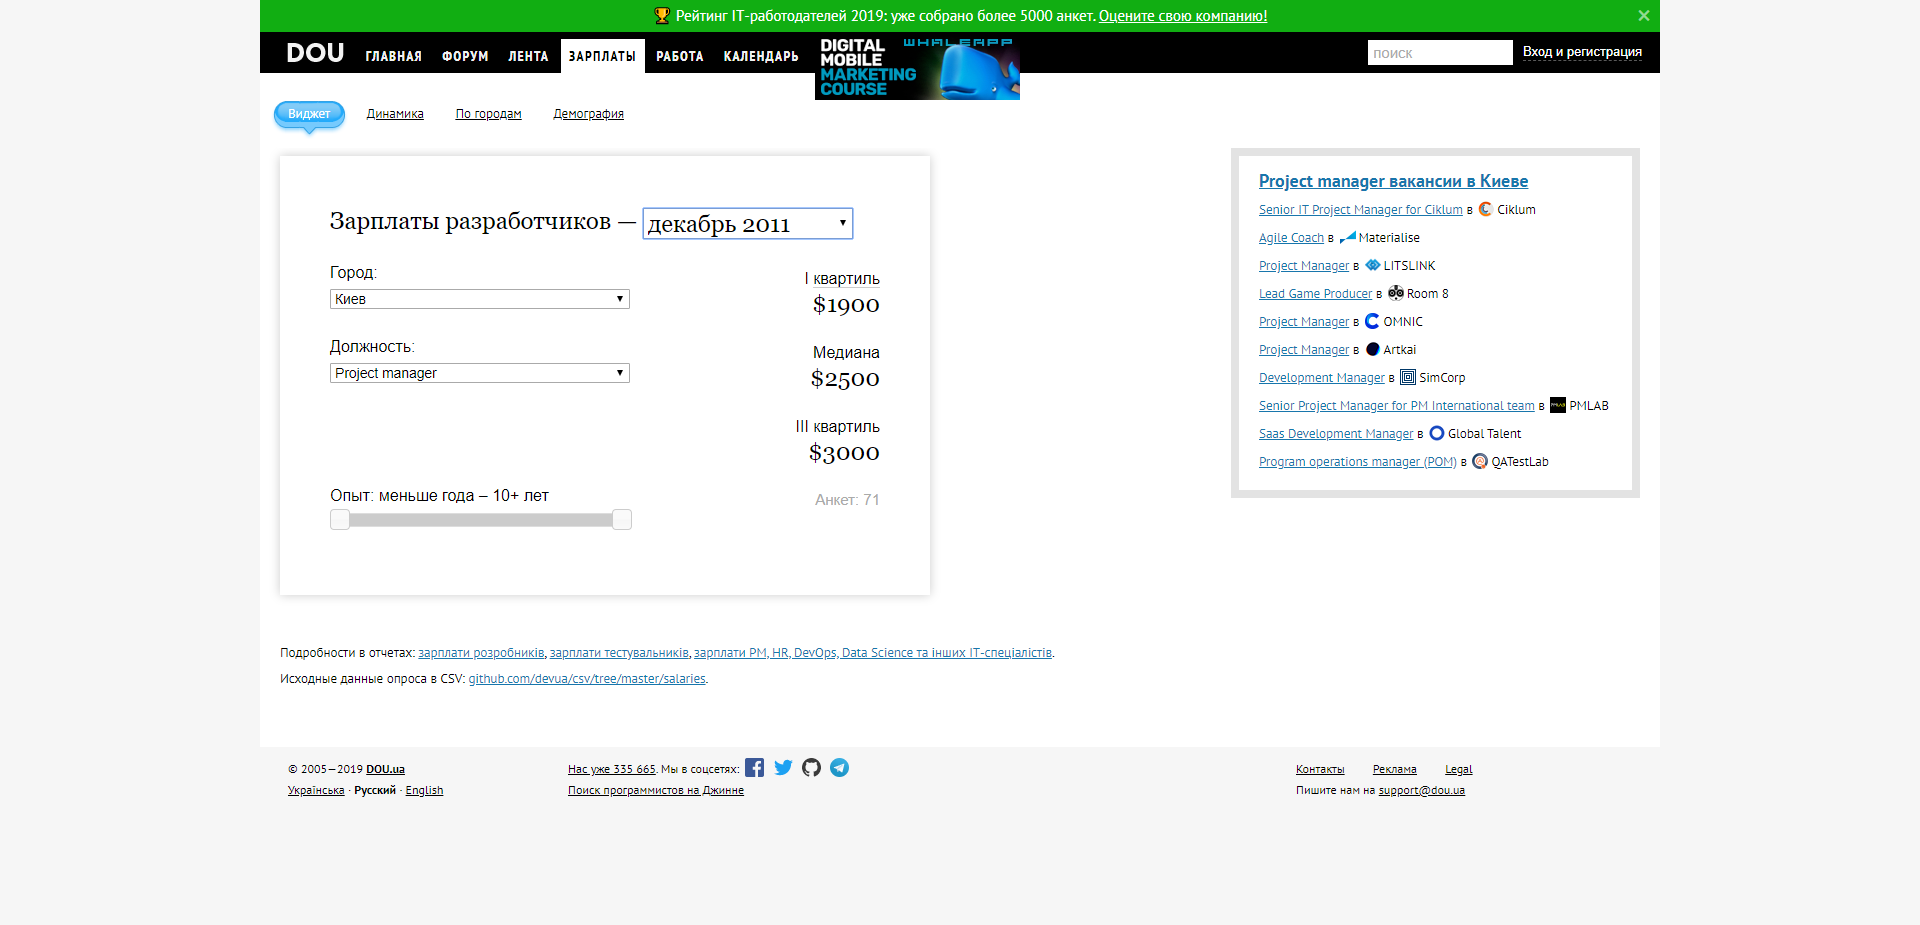 Рейтинг IT-работодателей 2019: уже собрано более 5000 анкет. Оцените свою компанию!
DOU ГЛАВНАЯ ФОРУМ ЛЕНТА ЗАРПЛАТЫ РАБОТА КАЛЕНДАРЬ
WHALEAPP
DIGITAL
MOBILE
MARKETING
COURSE
поиск
Вход и регистрация
Виджет Динамика По городам Демография
Зарплаты разработчиков — декабрь 2011
Город:
Киев
Должность:
Project manager
Опыт: меньше года – 10+ лет
I квартиль
$1900
Медиана
$2500
III квартиль
$3000
Анкет: 71
Project manager вакансии в Киеве
Senior IT Project Manager for Ciklum в Ciklum
Agile Coach в Materialise
Project Manager в LITSLINK
Lead Game Producer в Room 8
Project Manager в OMNIC
Project Manager в Artkai
Development Manager в SimCorp
Senior Project Manager for PM International team в PMLAB
Saas Development Manager в Global Talent
Program operations manager (POM) в QATestLab
Подробности в отчетах: зарплати розробників, зарплати тестувальників, зарплати PM, HR, DevOps, Data Science та інших ІТ-спеціалістів.
Исходные данные опроса в CSV: github.com/devua/csv/tree/master/salaries.
© 2005—2019 DOU.ua
Українська · Русский · English
Нас уже 335 665. Мы в соцсетях:
Поиск программистов на Джинне
Контакты Реклама Legal
Пишите нам на support@dou.ua